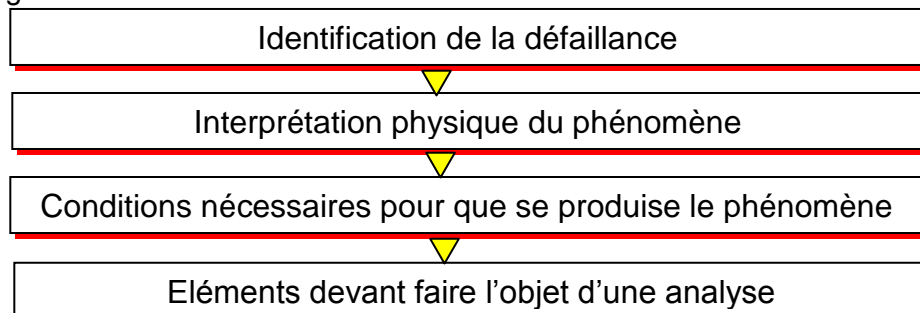 Identification de la défaillance
Interprétation physique du phénomène
Conditions nécessaires pour que se produise le phénomène
Eléments devant faire l'objet d'une analyse